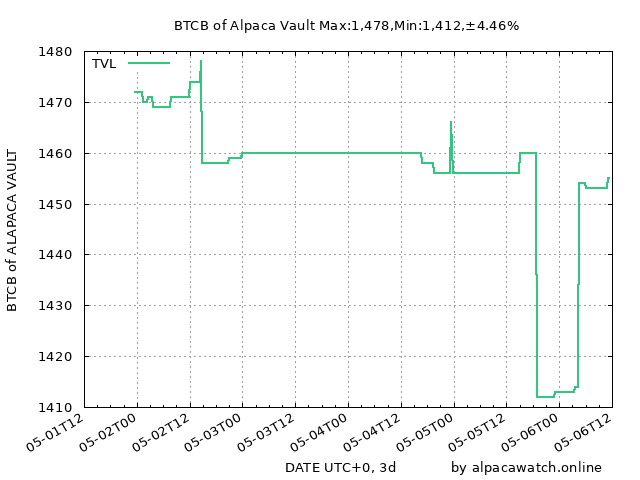 BTCB of Alpaca Vault Max:1,478,Min:1,412,±4.46%
TVL
BTCB of ALAPACA VAULT
1480
1470
1460
1450
1440
1430
1420
1410
05-01T12
05-02T00
05-02T12
05-03T00
05-03T12
05-04T00
05-04T12
05-05T00
05-05T12
05-06T00
05-06T12
DATE UTC+0, 3d
by alpacawatch.online